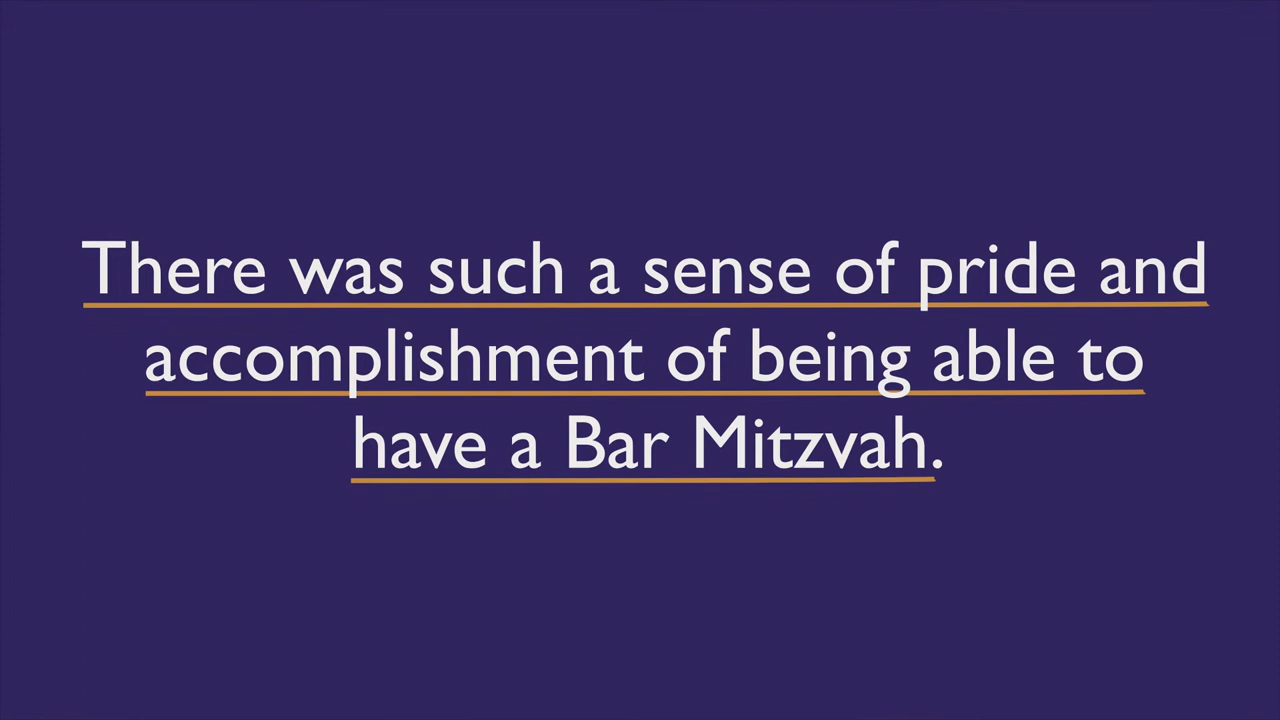 There was such a sense of pride and
accomplishment of being able to
have a Bar Mitzvah.